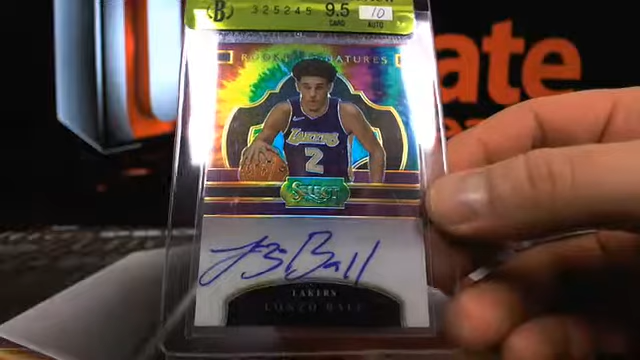 B 325245 9.5 10
CARD AUTO
ROOKIE SIGNATURES
LAKERS
2
SELECT
LAKERS
LONZO BALL
ate